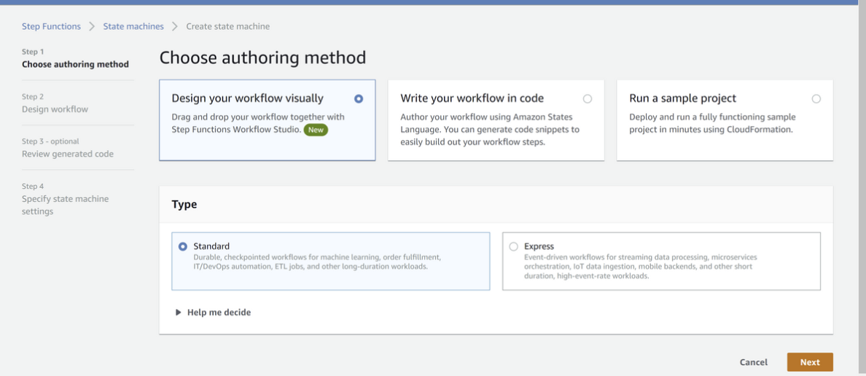 Step Functions > State machines > Create state machine
Step 1
Choose authoring method
Step 2
Design workflow
Step 3 - optional
Review generated code
Step 4
Specify state machine
settings
Choose authoring method
Design your workflow visually
Drag and drop your workflow together with
Step Functions Workflow Studio. New
Write your workflow in code
Author your workflow using Amazon States
Language. You can generate code snippets to
easily build out your workflow steps.
Run a sample project
Deploy and run a fully functioning sample
project in minutes using CloudFormation.
Type
Standard
Durable, checkpointed workflows for machine learning, order fulfillment,
IT/DevOps automation, ETL jobs, and other long-duration workloads.
Express
Event-driven workflows for streaming data processing, microservices
orchestration, IoT data ingestion, mobile backends, and other short
duration, high-event-rate workloads.
Help me decide
Cancel
Next